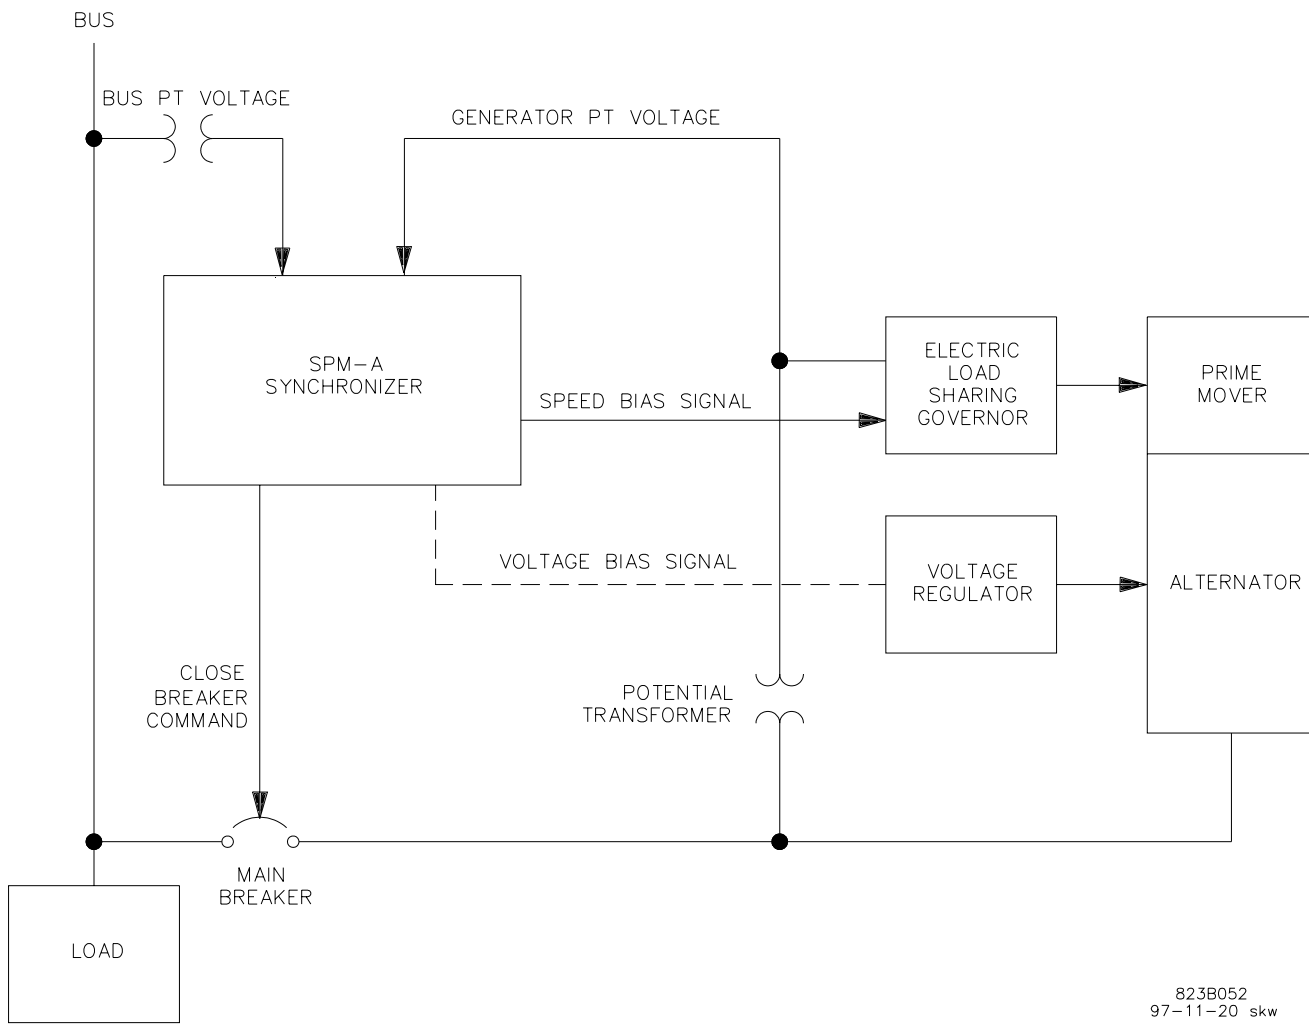 BUS
BUS PT VOLTAGE
GENERATOR PT VOLTAGE
SPM-A
SYNCHRONIZER
SPEED BIAS SIGNAL
ELECTRIC
LOAD
SHARING
GOVERNOR
PRIME
MOVER
VOLTAGE BIAS SIGNAL
VOLTAGE
REGULATOR
ALTERNATOR
CLOSE
BREAKER
COMMAND
POTENTIAL
TRANSFORMER
MAIN
BREAKER
LOAD
823B052
97-11-20 skw